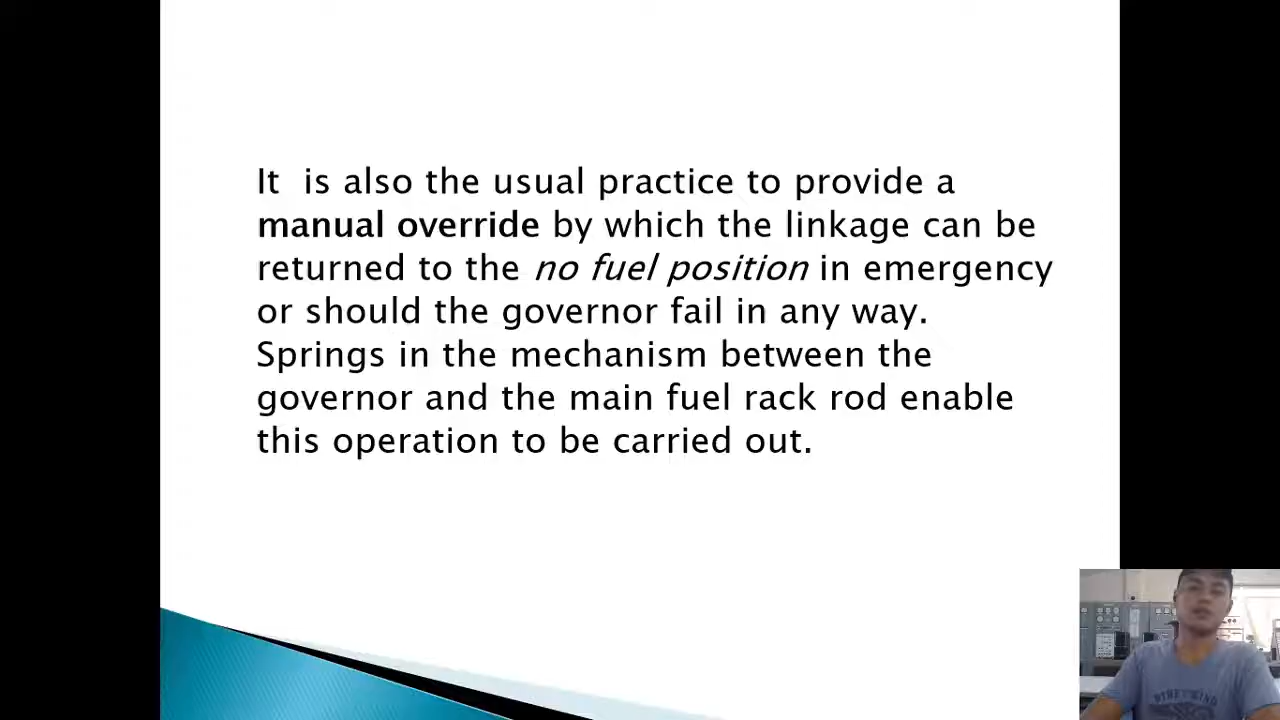 It is also the usual practice to provide a
manual override by which the linkage can be
returned to the no fuel position in emergency
or should the governor fail in any way.
Springs in the mechanism between the
governor and the main fuel rack rod enable
this operation to be carried out.